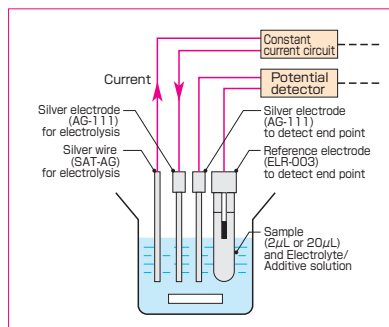 Constant
current circuit
Potential
detector
Current
Silver electrode
(AG-111)
for electrolysis
Silver wire
(SAT-AG)
for electrolysis
Silver electrode
(AG-111)
to detect end point
Reference electrode
(ELR-003)
to detect end point
Sample
(2μL or 20μL)
and Electrolyte/
Additive solution